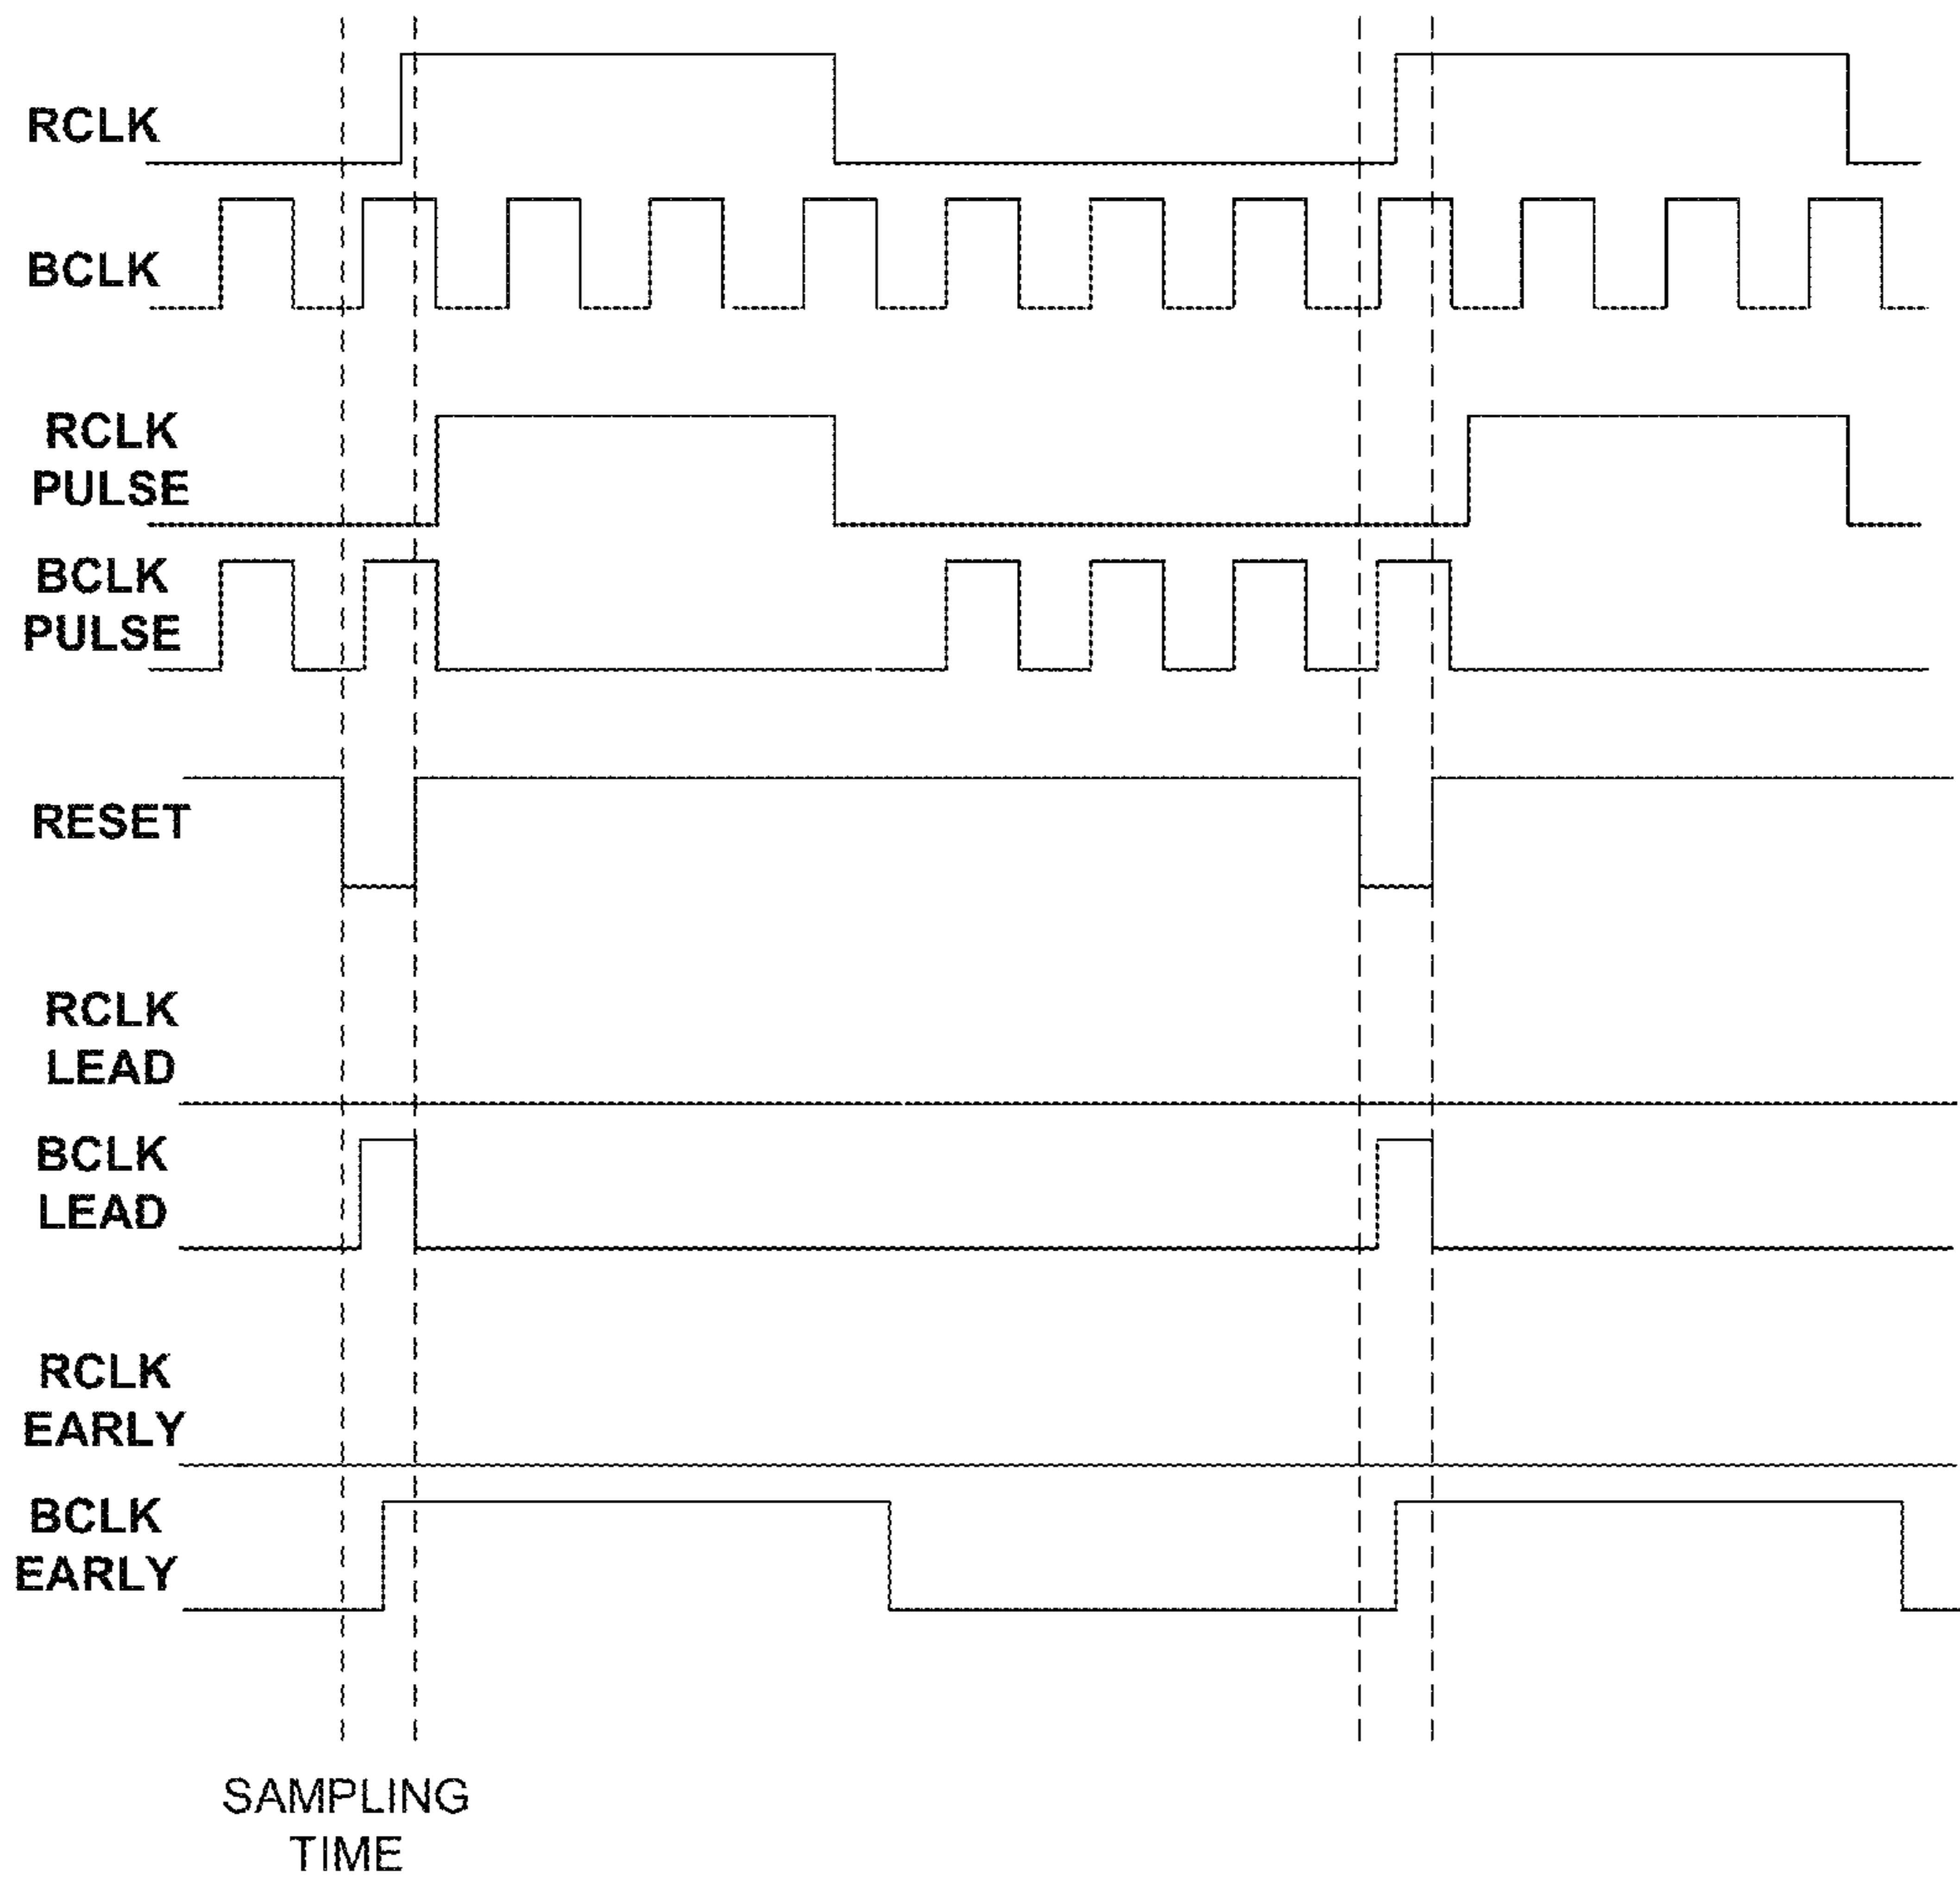 RCLK
BCLK
RCLK
PULSE
BCLK
PULSE
RESET
RCLK
LEAD
BCLK
LEAD
RCLK
EARLY
BCLK
EARLY
SAMPLING
TIME